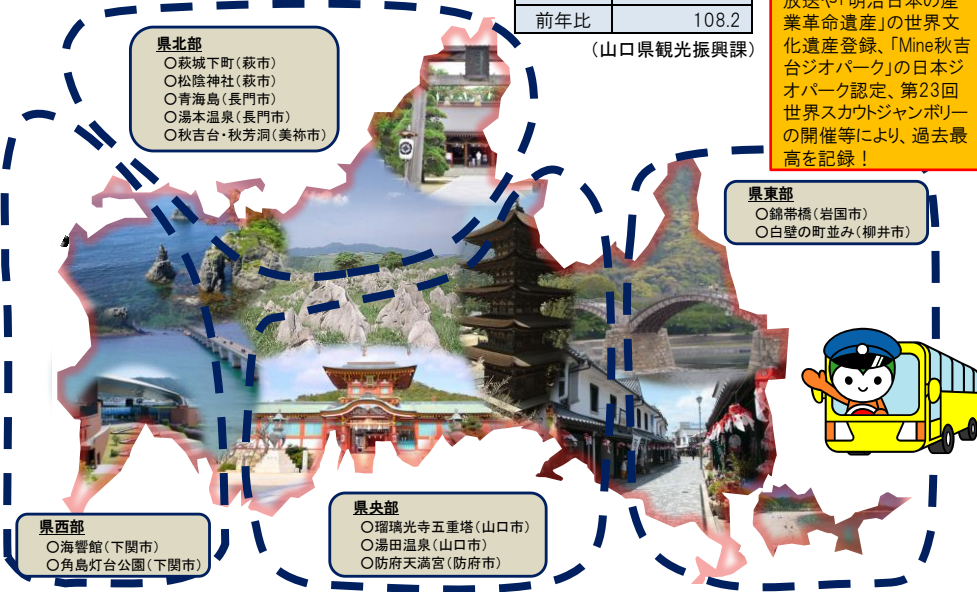 前年比 108.2
(山口県観光振興課)
放送や「明治日本の産
業革命遺産」の世界文
化遺産登録、「Mine秋吉
台ジオパーク」の日本ジ
オパーク認定、第23回
世界スカウトジャンボリー
の開催等により、過去最
高を記録！
県北部
○萩城下町(萩市)
○松陰神社(萩市)
○青海島(長門市)
○湯本温泉(長門市)
○秋吉台・秋芳洞(美祢市)
県東部
○錦帯橋(岩国市)
○白壁の町並み(柳井市)
県西部
○海響館(下関市)
○角島灯台公園(下関市)
県央部
○瑠璃光寺五重塔(山口市)
○湯田温泉(山口市)
○防府天満宮(防府市)